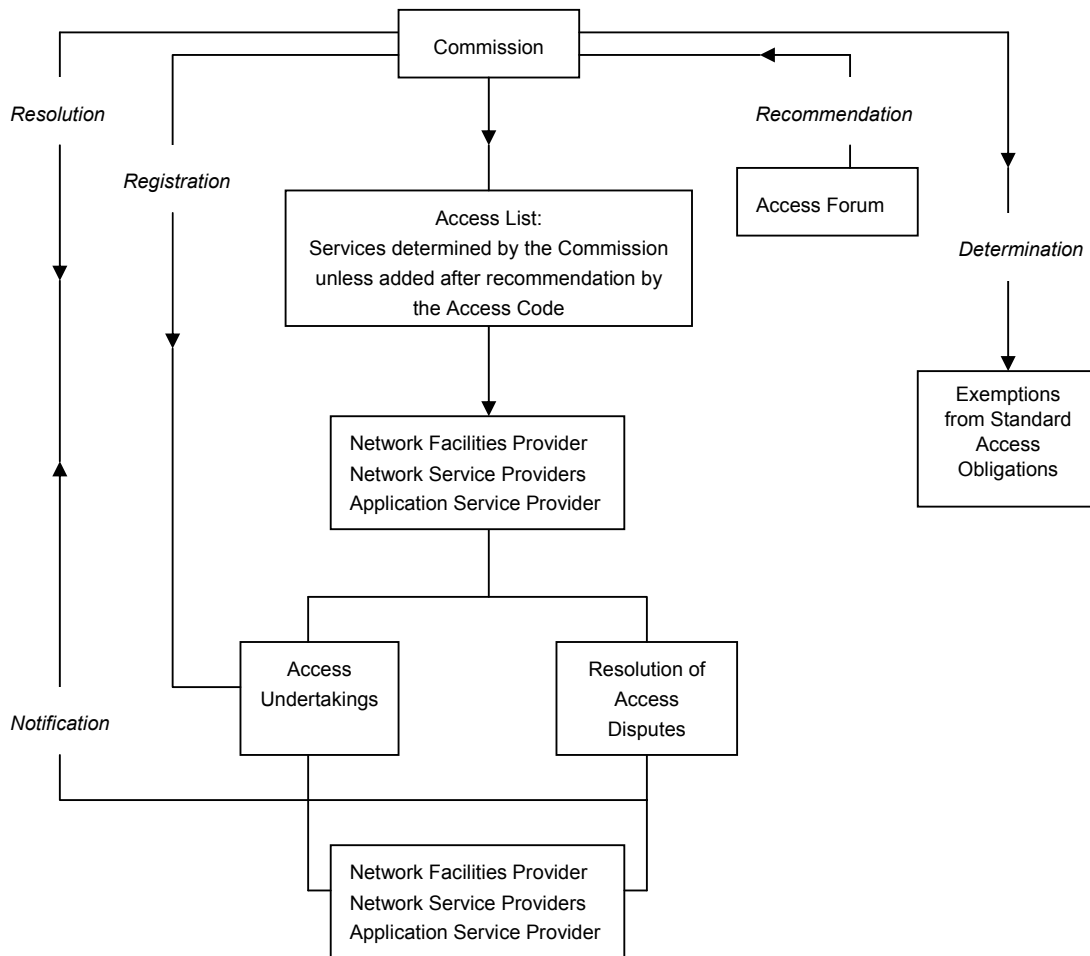 Commission
Resolution
Recommendation
Registration
Access Forum
Access List:
Services determined by the Commission
unless added after recommendation by
the Access Code
Determination
Exemptions
from Standard
Access
Obligations
Network Facilities Provider
Network Service Providers
Application Service Provider
Access
Undertakings
Resolution of
Access
Disputes
Notification
Network Facilities Provider
Network Service Providers
Application Service Provider